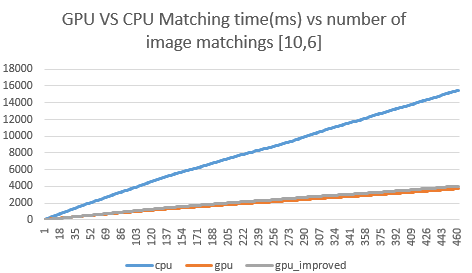 GPU VS CPU Matching time(ms) vs number of
image matchings [10,6]
18000
16000
14000
12000
10000
8000
6000
4000
2000
0
1 18 35 52 69 86 103 120 137 154 171 188 205 222 239 256 273 290 307 324 341 358 375 392 409 426 443 460
cpu gpu gpu_improved